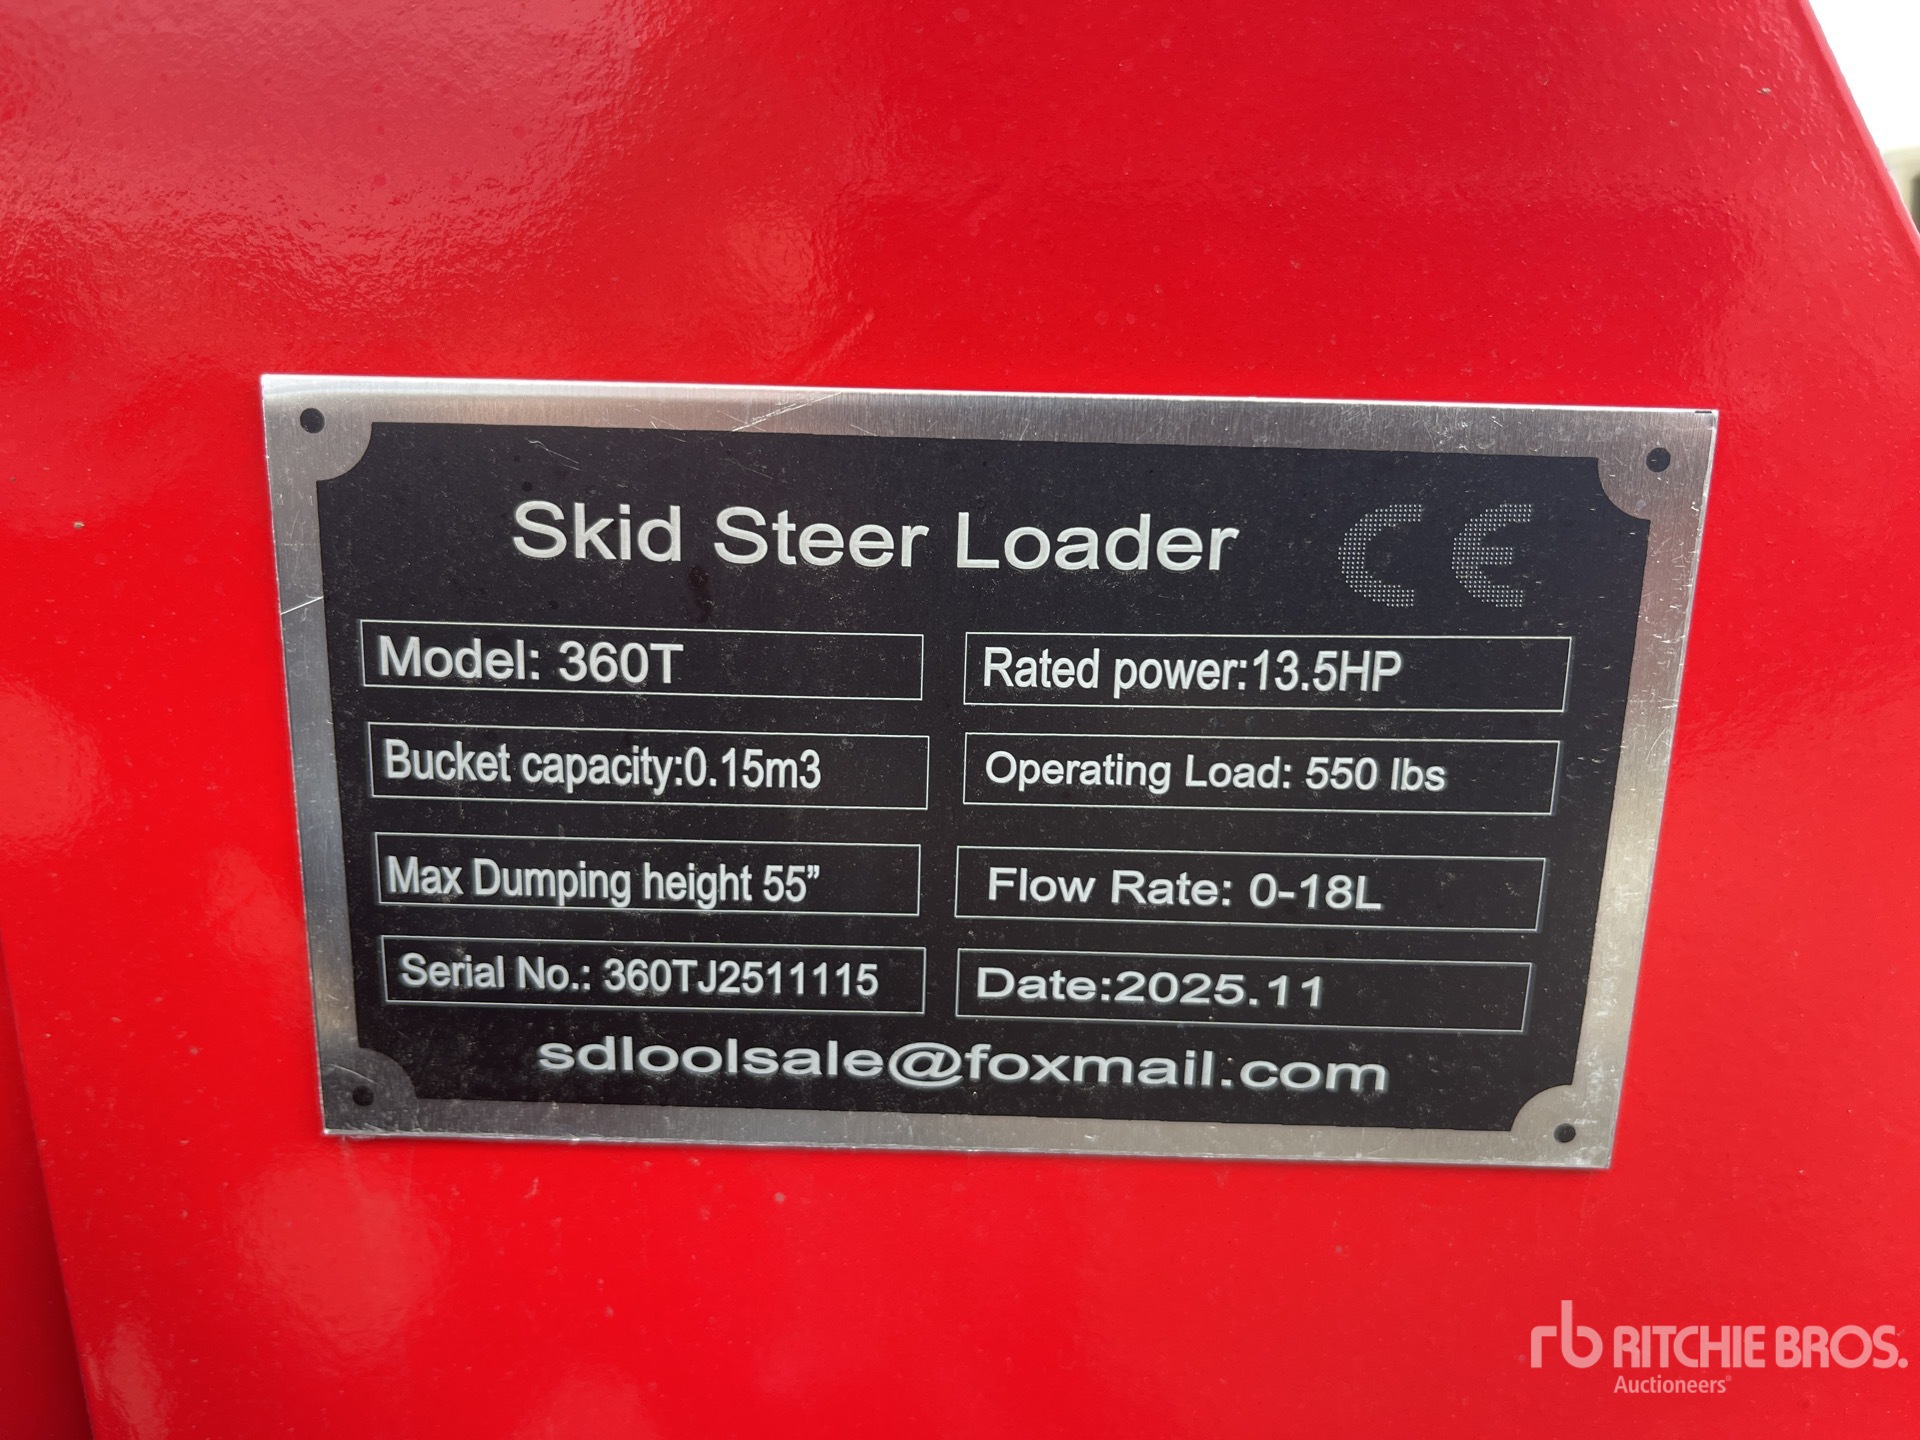 Skid Steer Loader CE
Model: 360T
Rated power:13.5HP
Bucket capacity:0.15m3
Operating Load: 550 lbs
Max Dumping height 55”
Flow Rate: 0-18L
Serial No.: 360TJ2511115
Date:2025.11
sdloolsale@foxmail.com
rb RITCHIE BROS.
Auctioneers®